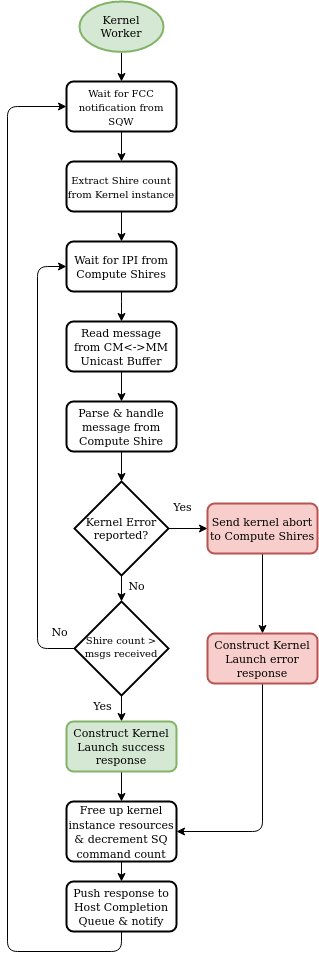 Kernel
Worker
Wait for FCC
notification from
SQW
Extract Shire count
from Kernel instance
Wait for IPI from
Compute Shires
Read message
from CM<->MM
Unicast Buffer
Parse & handle
message from
Compute Shire
Kernel Error
reported?
Yes
Send kernel abort
to Compute Shires
No
Shire count >
msgs received
No
Yes
Construct Kernel
Launch error
response
Construct Kernel
Launch success
response
Free up kernel
instance resources
& decrement SQ
command count
Push response to
Host Completion
Queue & notify